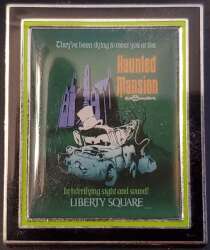 They've been dying to meet you at the
Haunted
Mansion
In terrifying sight and sound!
LIBERTY SQUARE